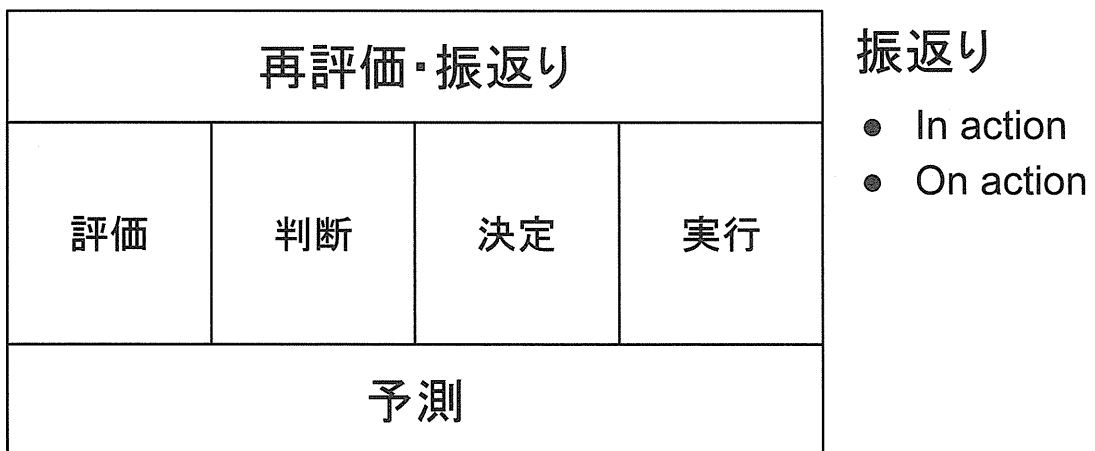 再評価・振返り
評価
判断
決定
実行
予測
振返り
● In action
● On action